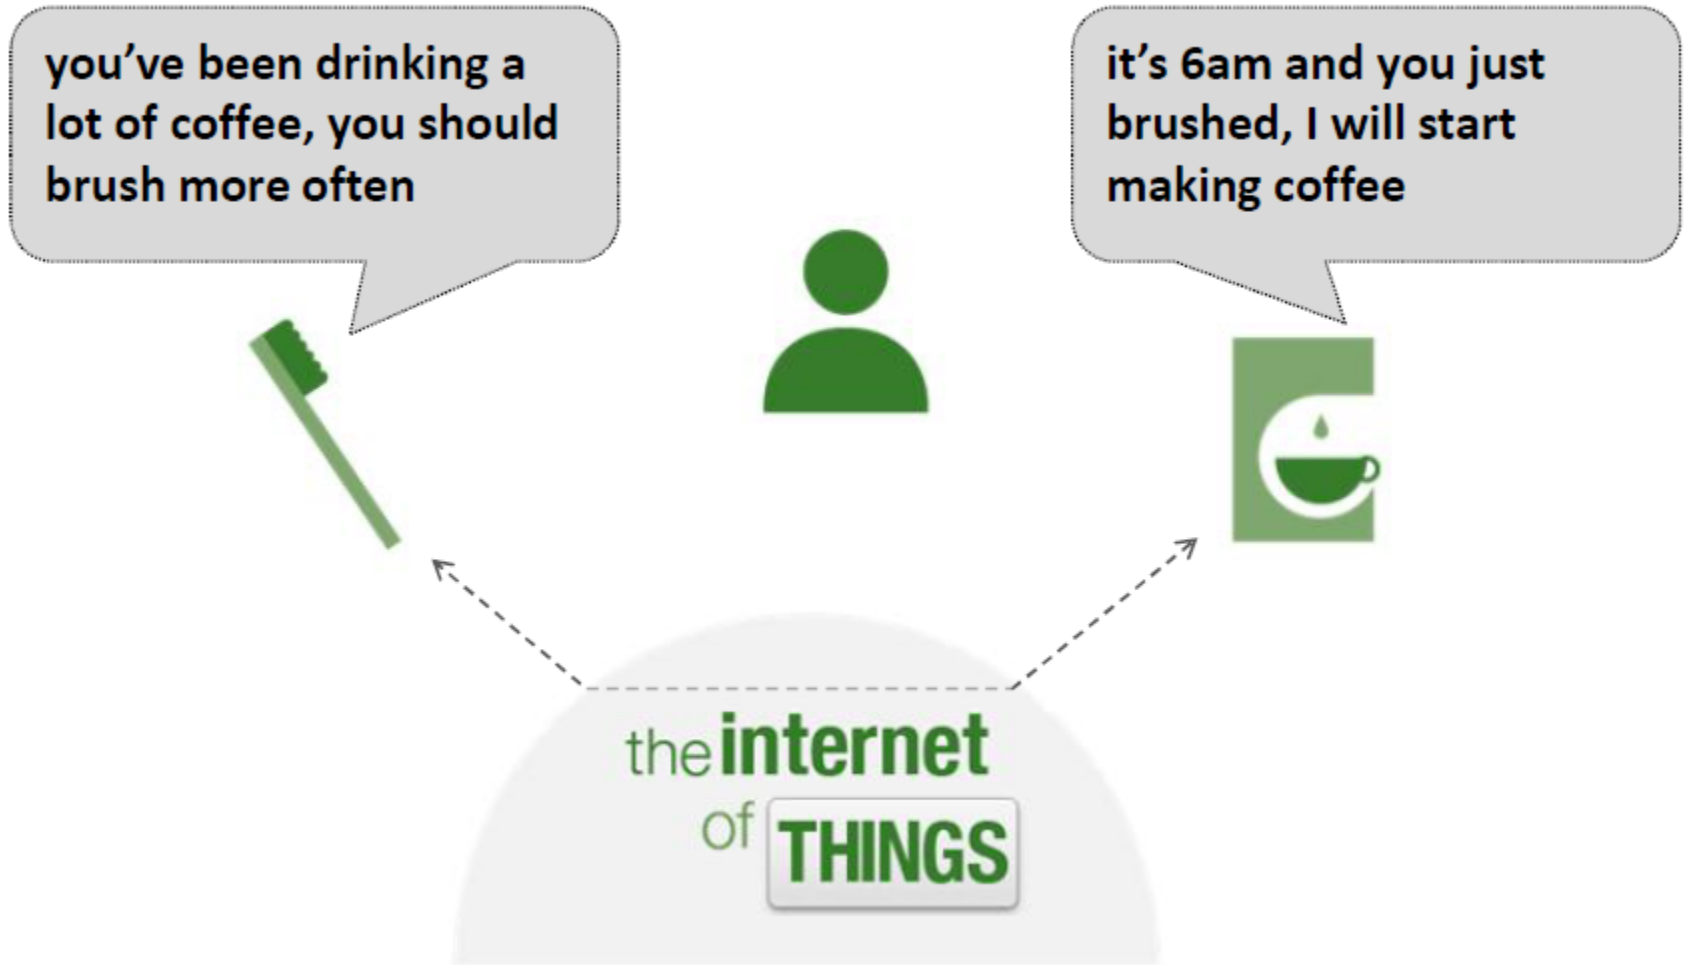 you've been drinking a
lot of coffee, you should
brush more often
it's 6am and you just
brushed, I will start
making coffee
the internet
of THINGS